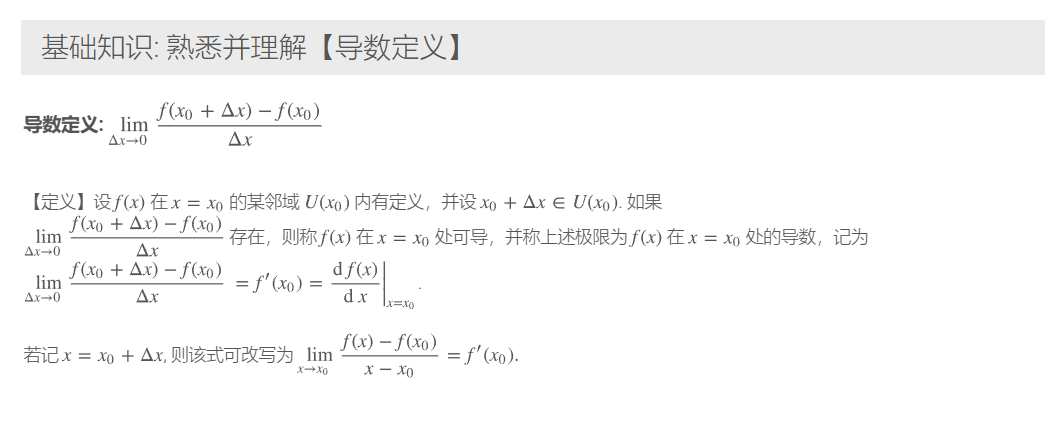 基础知识: 熟悉并理解【导数定义】
导数定义: \lim_{\Delta x \to 0} \frac{f(x_0 + \Delta x) - f(x_0)}{\Delta x}
【定义】设 f(x) 在 x = x_0 的某邻域 U(x_0) 内有定义，并设 x_0 + \Delta x \in U(x_0). 如果
\lim_{\Delta x \to 0} \frac{f(x_0 + \Delta x) - f(x_0)}{\Delta x} 存在，则称 f(x) 在 x = x_0 处可导，并称上述极限为 f(x) 在 x = x_0 处的导数，记为
\lim_{\Delta x \to 0} \frac{f(x_0 + \Delta x) - f(x_0)}{\Delta x} = f'(x_0) = \left. \frac{\mathrm{d} f(x)}{\mathrm{d} x} \right|_{x=x_0} .
若记 x = x_0 + \Delta x, 则该式可改写为 \lim_{x \to x_0} \frac{f(x) - f(x_0)}{x - x_0} = f'(x_0).